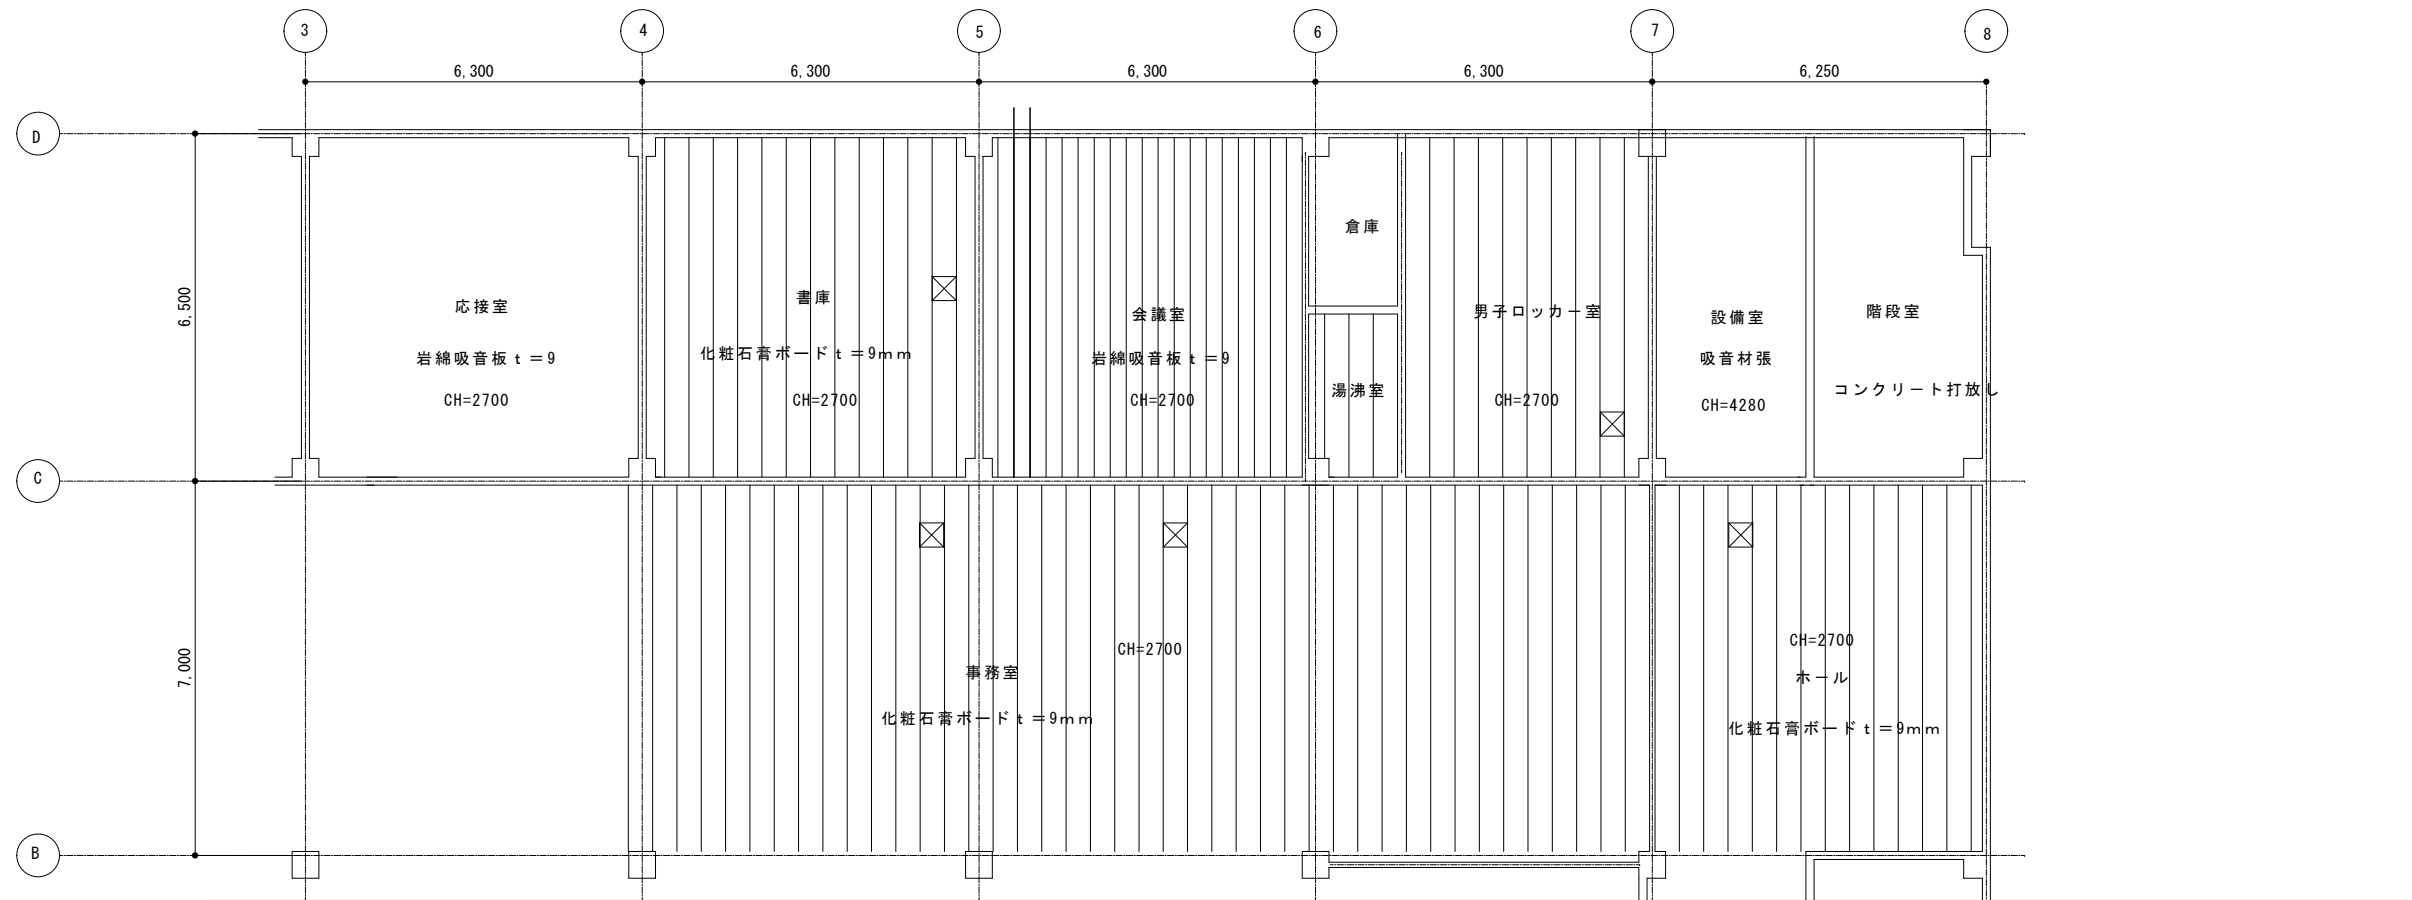 3
4
5
6
7
8
6,300
6,300
6,300
6,300
6,250
D
C
B
6,500
7,000
応接室
岩綿吸音板ｔ＝9
CH=2700
書庫
化粧石膏ボードｔ＝9ｍｍ
CH=2700
会議室
岩綿吸音板ｔ＝9
CH=2700
倉庫
湯沸室
男子ロッカー室
CH=2700
設備室
吸音材張
CH=4280
階段室
コンクリート打放し
CH=2700
事務室
化粧石膏ボードｔ＝9ｍｍ
CH=2700
ホール
化粧石膏ボードｔ＝9ｍｍ